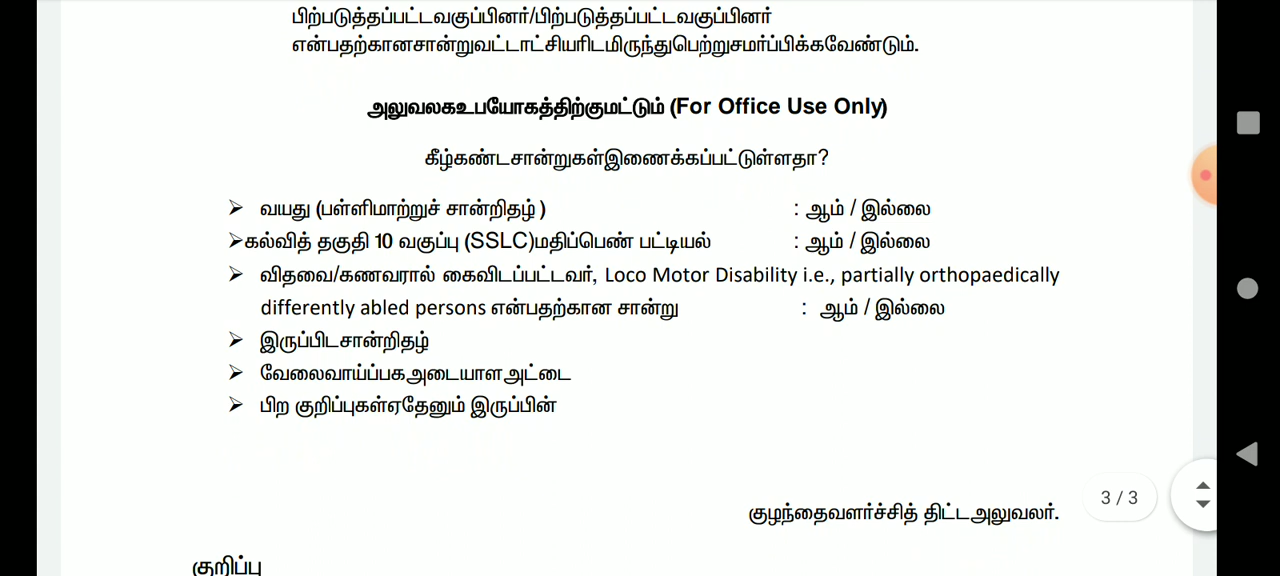 பிற்படுத்தப்பட்டவகுப்பினர்/பிற்படுத்தப்பட்டவகுப்பினர்
என்பதற்கானசான்றுவட்டாட்சியரிடமிருந்துபெற்றுசமர்ப்பிக்கவேண்டும்.
அலுவலகஉபயோகத்திற்குமட்டும் (For Office Use Only)
கீழ்கண்டசான்றுகள்இணைக்கப்பட்டுள்ளதா?
➢ வயது (பள்ளிமாற்றுச் சான்றிதழ் ) : ஆம் / இல்லை
➢கல்வித் தகுதி 10 வகுப்பு (SSLC)மதிப்பெண் பட்டியல் : ஆம் / இல்லை
➢ விதவை/கணவரால் கைவிடப்பட்டவர், Loco Motor Disability i.e., partially orthopaedically
differently abled persons என்பதற்கான சான்று : ஆம் / இல்லை
➢ இருப்பிடசான்றிதழ்
➢ வேலைவாய்ப்பகஅடையாளஅட்டை
➢ பிற குறிப்புகள்ஏதேனும் இருப்பின்
3 / 3
குழந்தைவளர்ச்சித் திட்டஅலுவலர்.
குறிப்பு